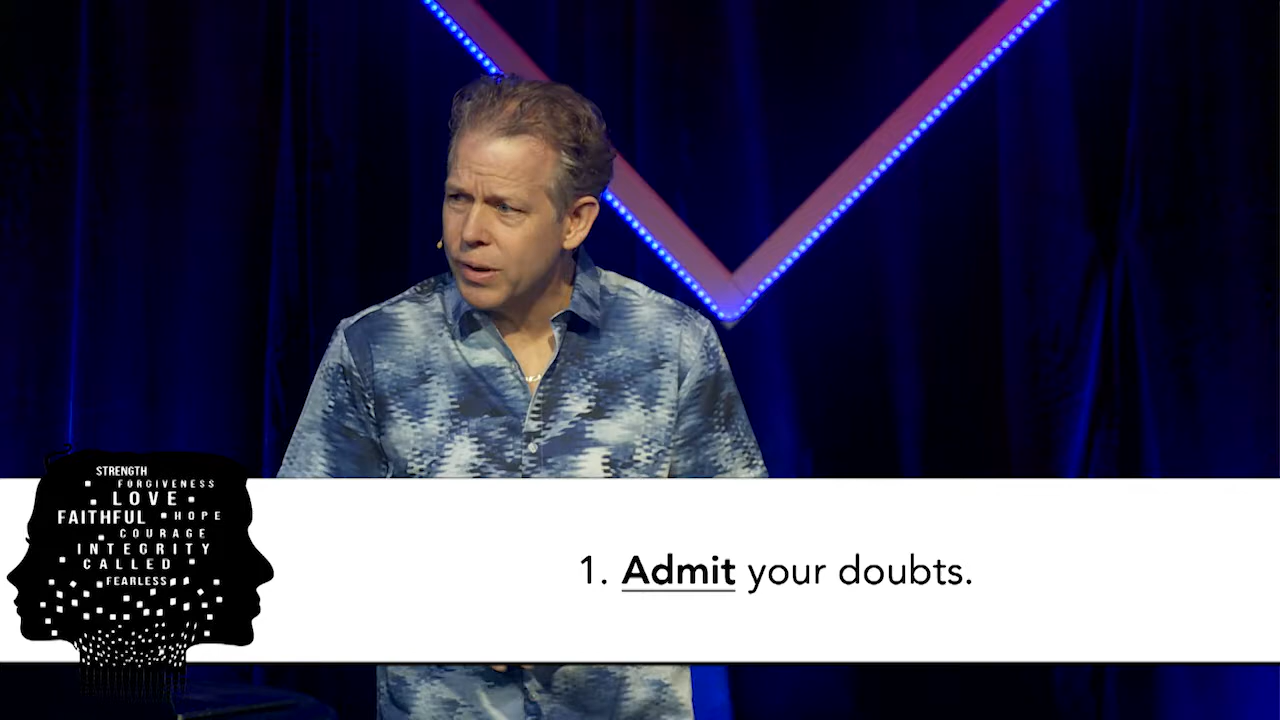 STRENGTH
FORGIVENESS
LOVE
FAITHFUL HOPE
COURAGE
INTEGRITY
CALLED
FEARLESS
1. Admit your doubts.